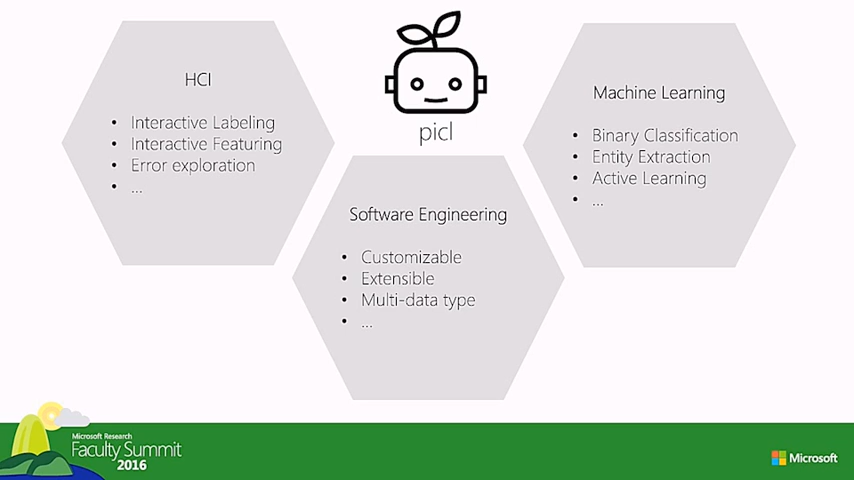 picl
HCI
• Interactive Labeling
• Interactive Featuring
• Error exploration
• ...
Software Engineering
• Customizable
• Extensible
• Multi-data type
• ...
Machine Learning
• Binary Classification
• Entity Extraction
• Active Learning
• ...
Microsoft Research
Faculty Summit
2016
Microsoft